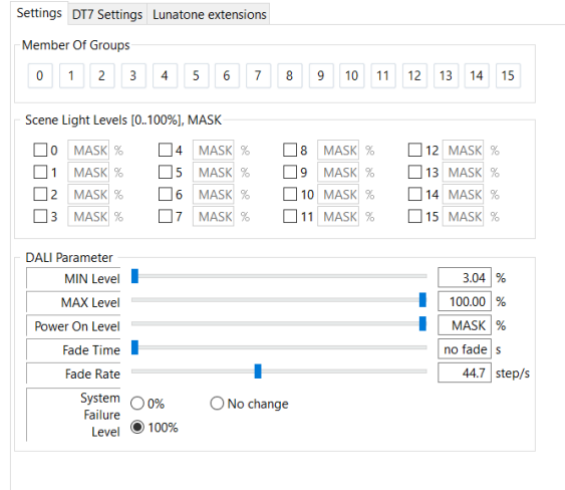 Settings DT7 Settings Lunatone extensions
Member Of Groups
0 1 2 3 4 5 6 7 8 9 10 11 12 13 14 15
Scene Light Levels [0..100%], MASK
0 MASK % 4 MASK % 8 MASK % 12 MASK %
1 MASK % 5 MASK % 9 MASK % 13 MASK %
2 MASK % 6 MASK % 10 MASK % 14 MASK %
3 MASK % 7 MASK % 11 MASK % 15 MASK %
DALI Parameter
MIN Level 3.04 %
MAX Level 100.00 %
Power On Level MASK %
Fade Time no fade s
Fade Rate 44.7 step/s
System
Failure
Level
0% No change
100%